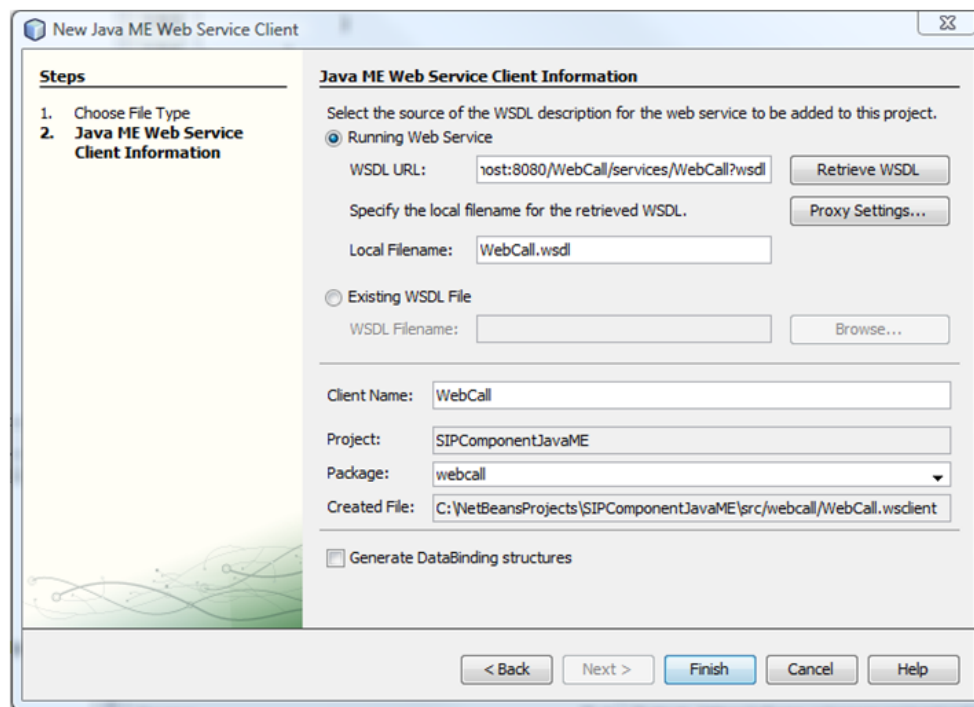 New Java ME Web Service Client
Steps
1. Choose File Type
2. Java ME Web Service
Client Information
Java ME Web Service Client Information
Select the source of the WSDL description for the web service to be added to this project.
Running Web Service
WSDL URL: host:8080/WebCall/services/WebCall?wsdl Retrieve WSDL
Specify the local filename for the retrieved WSDL. Proxy Settings...
Local Filename: WebCall.wsdl
Existing WSDL File
WSDL Filename: Browse...
Client Name: WebCall
Project: SIPComponentJavaME
Package: webcall
Created File: C:\NetBeansProjects\SIPComponentJavaME\src/webcall/WebCall.wsclient
Generate DataBinding structures
< Back Next > Finish Cancel Help